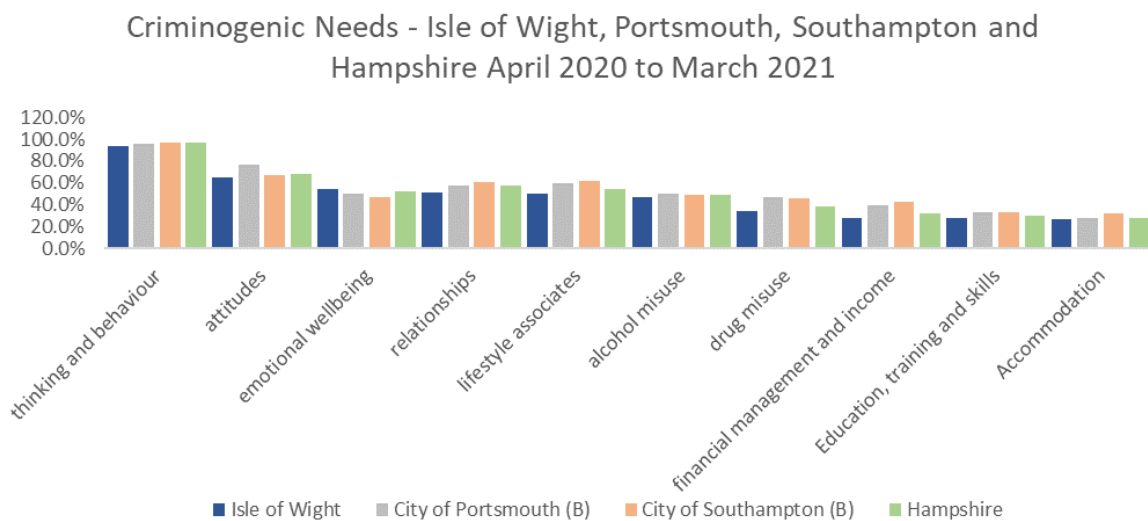 Criminogenic Needs - Isle of Wight, Portsmouth, Southampton and
Hampshire April 2020 to March 2021
120.0%
100.0%
80.0%
60.0%
40.0%
20.0%
0.0%
thinking and behaviour
attitudes
emotional wellbeing
relationships
lifestyle associates
alcohol misuse
drug misuse
financial management and income
Education, training and skills
Accommodation
Isle of Wight
City of Portsmouth (B)
City of Southampton (B)
Hampshire